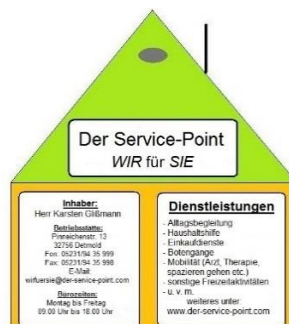 Der Service-Point
WIR für SIE
Inhaber:
Herr Karsten Glißmann
Betriebsstätte:
13
32756 Detmold
Fon: 05231/94 35 999
Fax: 05231/94 35 998
E-Mail:
wirfuersie@der-service-point.com
Bürozeiten:
Montag bis Freitag
09.00 Uhr bis 18.00 Uhr
Dienstleistungen
- Alltagsbegleitung
- Haushaltshilfe
- Einkaufdienste
- Botengänge
- Mobilität (Arzt, Therapie,
spazieren gehen etc.)
- sonstige Freizeitaktivitäten
- u. v. m.
weiteres unter:
www.der-service-point.com